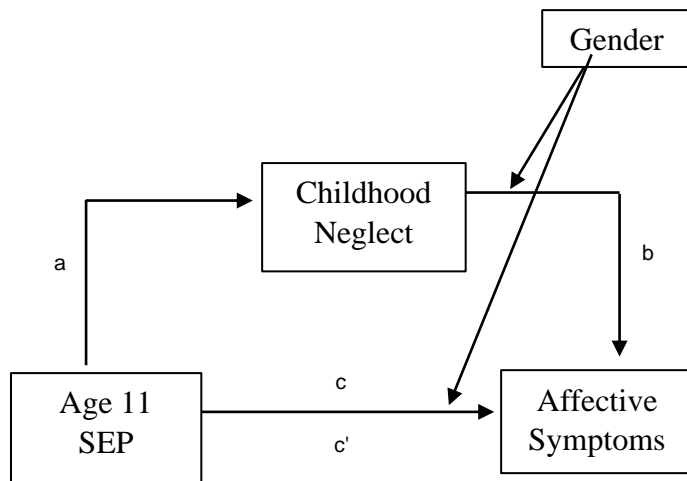 Gender
Childhood
Neglect
a
b
Age 11
SEP
c
c'
Affective
Symptoms